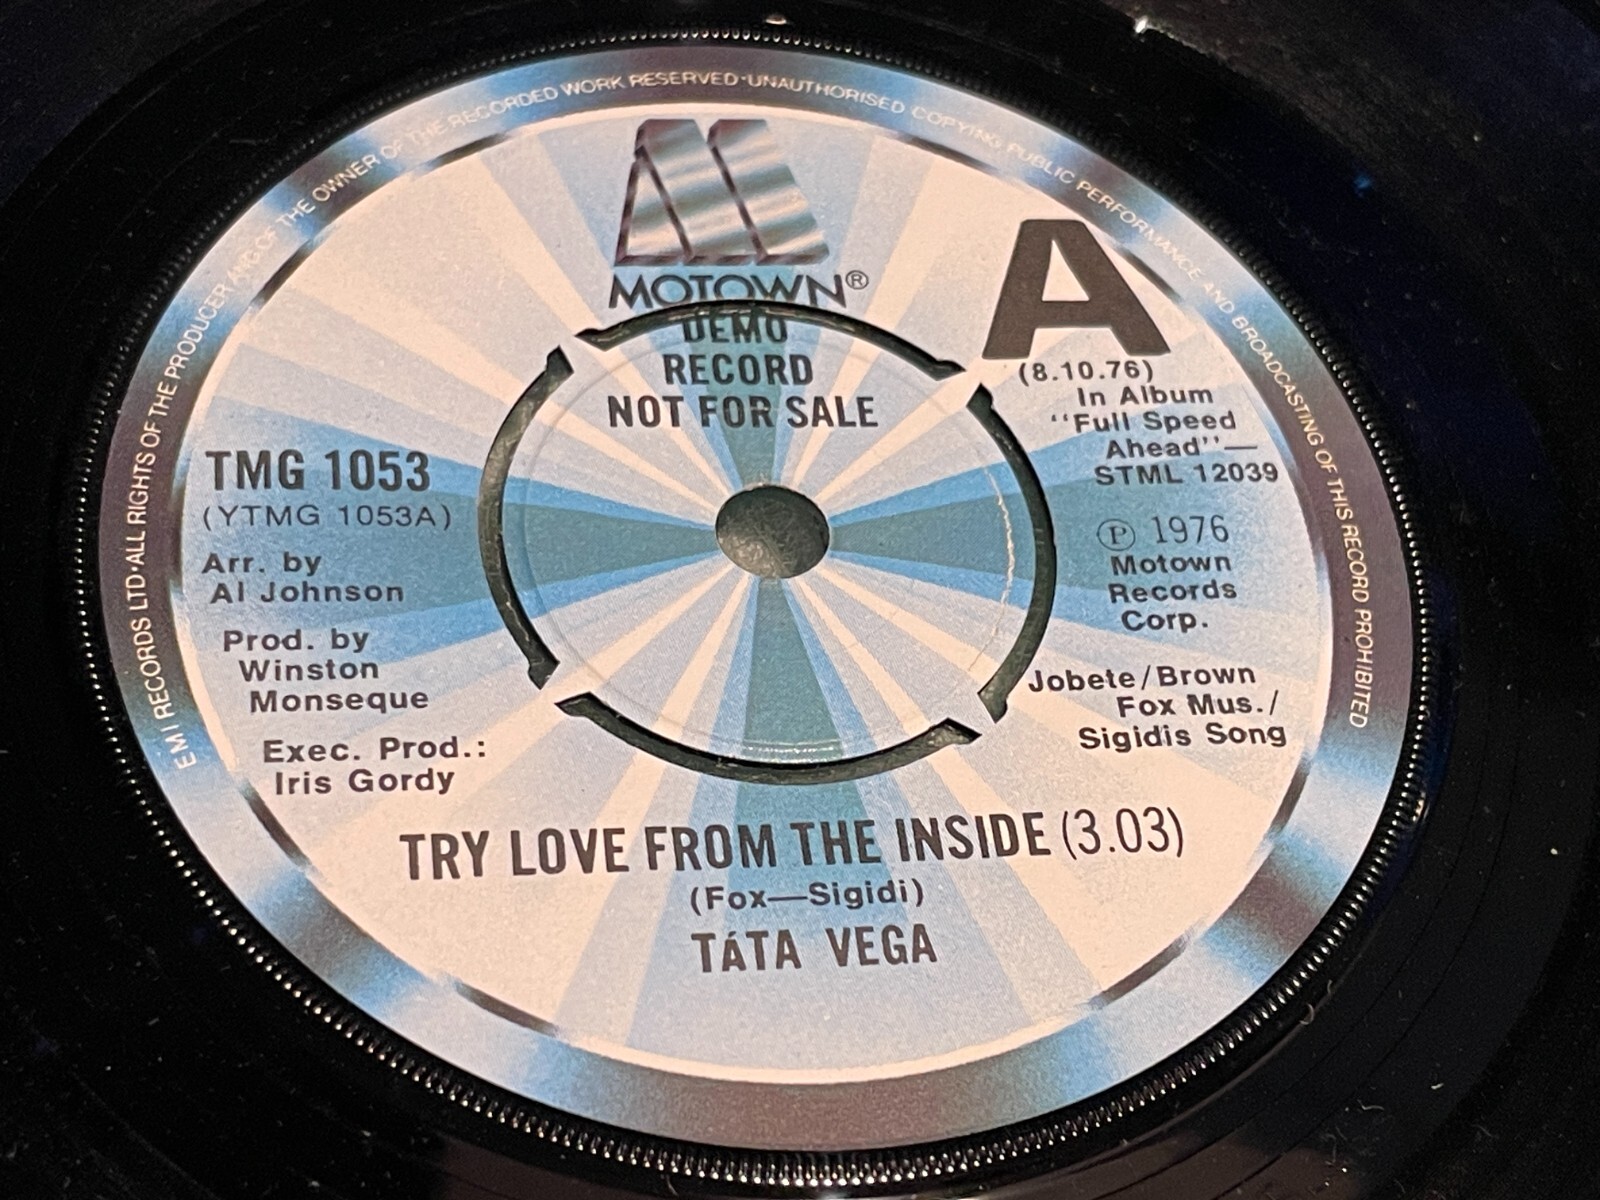 E M I RECORDS LTD·ALL RIGHTS OF THE PRODUCER AND OF THE OWNER OF THE RECORDED WORK RESERVED·UNAUTHORISED COPYING, PUBLIC PERFORMANCE AND BROADCASTING OF THIS RECORD PROHIBITED
MOTOWN®
DEMO
RECORD
NOT FOR SALE
A
(8.10.76)
In Album
“Full Speed
Ahead”—
STML 12039
TMG 1053
(YTMG 1053A)
Arr. by
Al Johnson
Prod. by
Winston
Monseque
Exec. Prod.:
Iris Gordy
℗ 1976
Motown
Records
Corp.
Jobete/Brown
Fox Mus./
Sigidis Song
TRY LOVE FROM THE INSIDE (3.03)
(Fox—Sigidi)
TÁTA VEGA